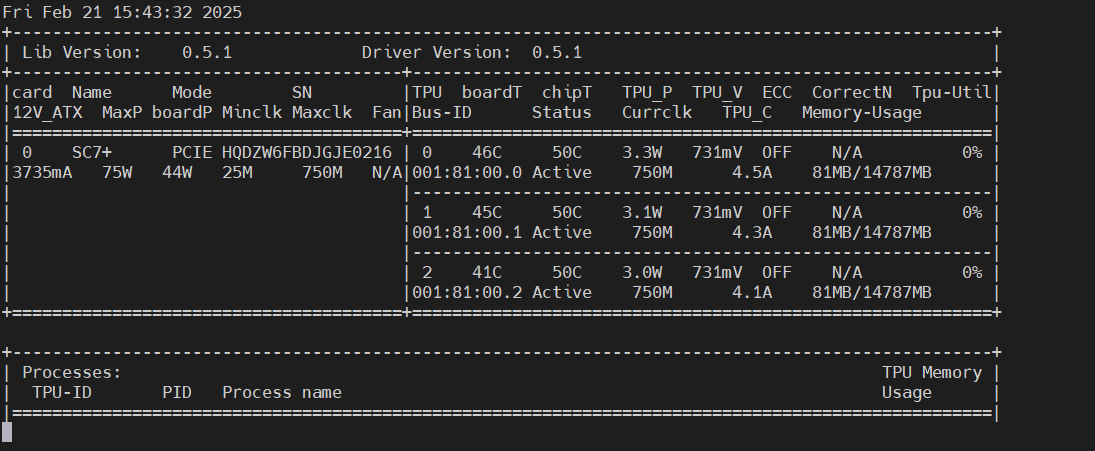 Fri Feb 21 15:43:32 2025
+--------------------------------------------------------------------------------------------------+
| Lib Version:    0.5.1             Driver Version:  0.5.1                                         |
+---------------------------------------+----------------------------------------------------------+
|card  Name      Mode        SN         |TPU  boardT  chipT   TPU_P  TPU_V  ECC  CorrectN  Tpu-Util|
|12V_ATX  MaxP boardP Minclk Maxclk  Fan|Bus-ID      Status   Currclk   TPU_C   Memory-Usage       |
|=======================================|==========================================================|
| 0    SC7+      PCIE HQDZW6FBDJGJE0216 | 0    46C     50C    3.3W   731mV  OFF    N/A          0% |
|3735mA   75W   44W   25M     750M   N/A|001:81:00.0 Active    750M      4.5A    81MB/14787MB      |
|                                       |----------------------------------------------------------|
|                                       | 1    45C     50C    3.1W   731mV  OFF    N/A          0% |
|                                       |001:81:00.1 Active    750M      4.3A    81MB/14787MB      |
|                                       |----------------------------------------------------------|
|                                       | 2    41C     50C    3.0W   731mV  OFF    N/A          0% |
|                                       |001:81:00.2 Active    750M      4.1A    81MB/14787MB      |
+=======================================+==========================================================+
+--------------------------------------------------------------------------------------------------+
| Processes:                                                                            TPU Memory |
|  TPU-ID       PID   Process name                                                      Usage      |
|==================================================================================================|